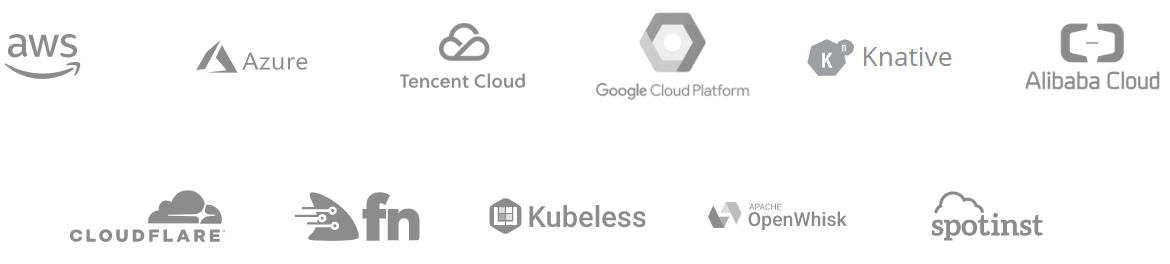 aws
Azure
Tencent Cloud
Google Cloud Platform
K n Knative
Alibaba Cloud
CLOUDFLARE
fn
Kubeless
APACHE
OpenWhisk
spotinst